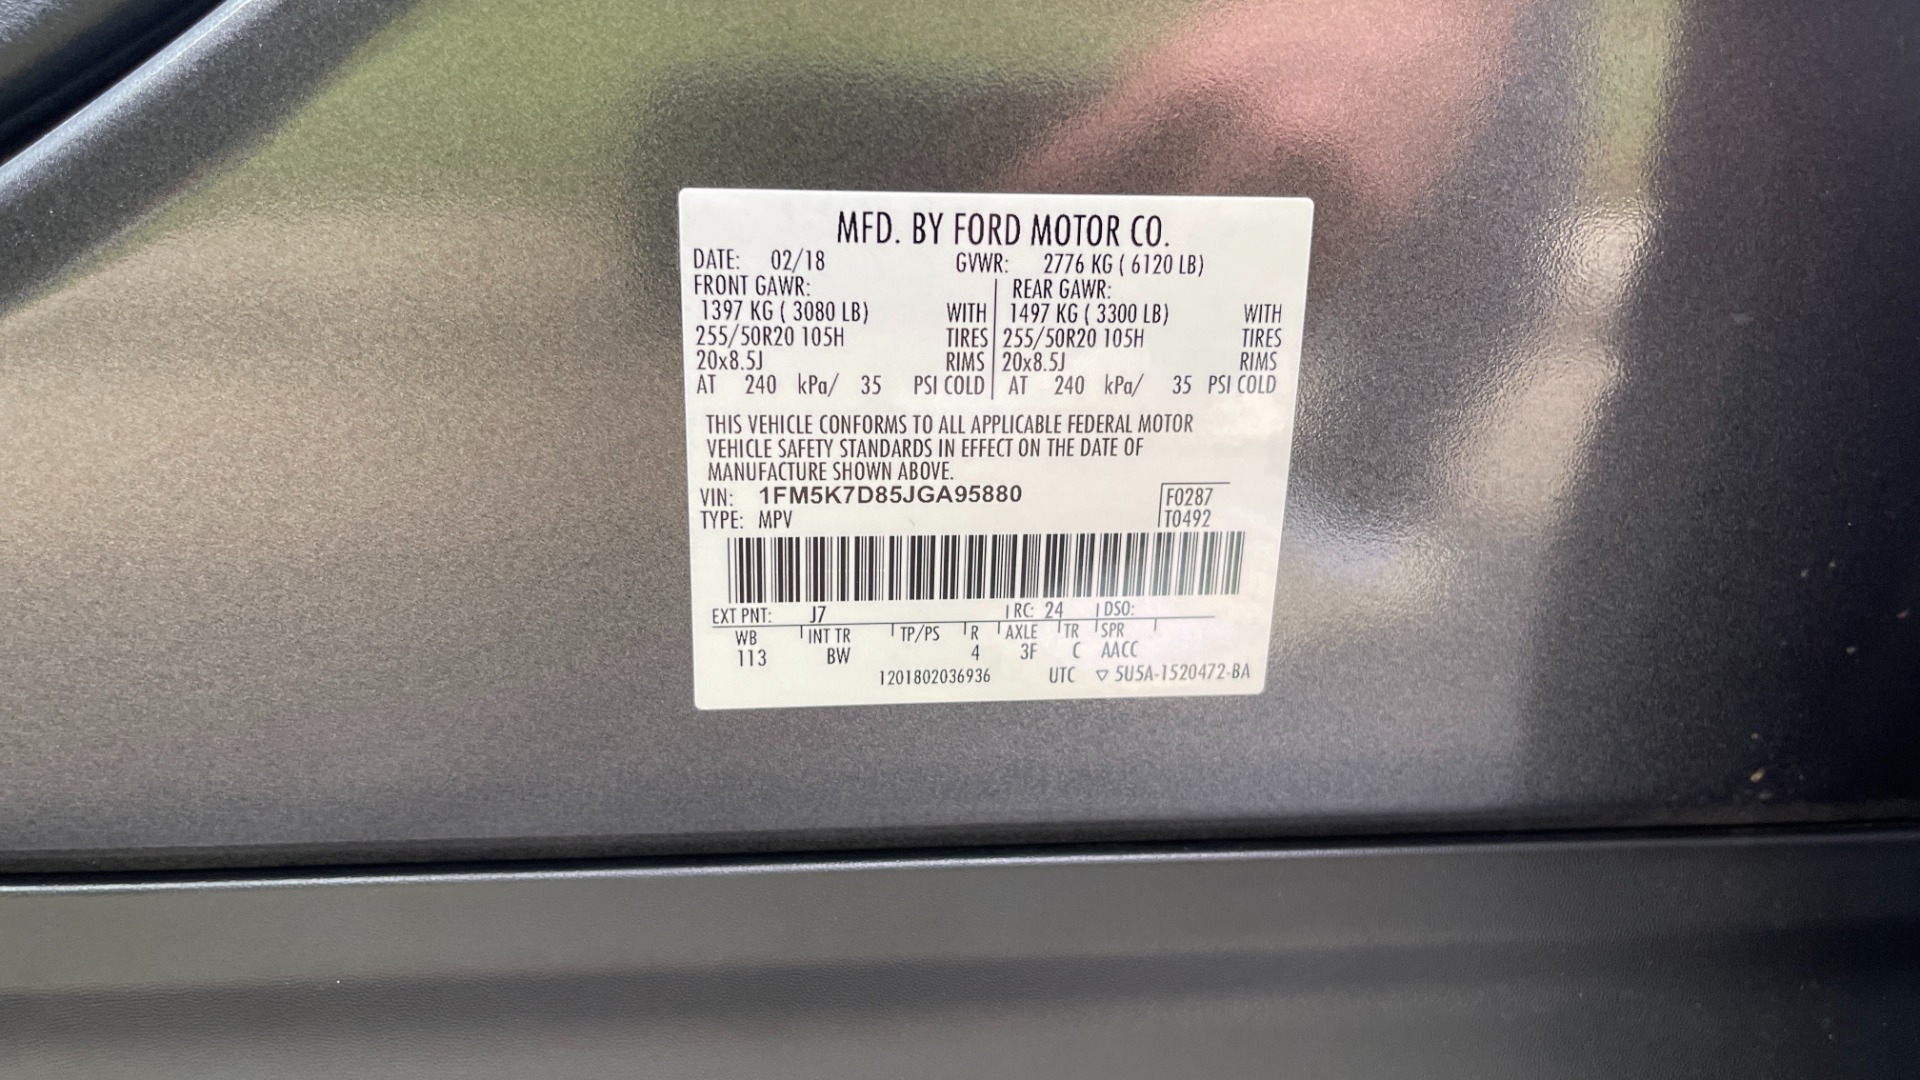 MFD. BY FORD MOTOR CO.
DATE: 02/18 GVWR: 2776 KG ( 6120 LB)
FRONT GAWR: REAR GAWR:
1397 KG ( 3080 LB) WITH 1497 KG ( 3300 LB) WITH
255/50R20 105H TIRES 255/50R20 105H TIRES
20x8.5J RIMS 20x8.5J RIMS
AT 240 kPa/ 35 PSI COLD AT 240 kPa/ 35 PSI COLD
THIS VEHICLE CONFORMS TO ALL APPLICABLE FEDERAL MOTOR
VEHICLE SAFETY STANDARDS IN EFFECT ON THE DATE OF
MANUFACTURE SHOWN ABOVE.
VIN: 1FM5K7D85JGA95880 F0287
TYPE: MPV T0492
EXT PNT: J7 RC: 24 DSO:
WB INT TR TP/PS R AXLE TR SPR
113 BW 4 3F C AACC
1201802036936 UTC ▽ 5U5A-1520472-BA